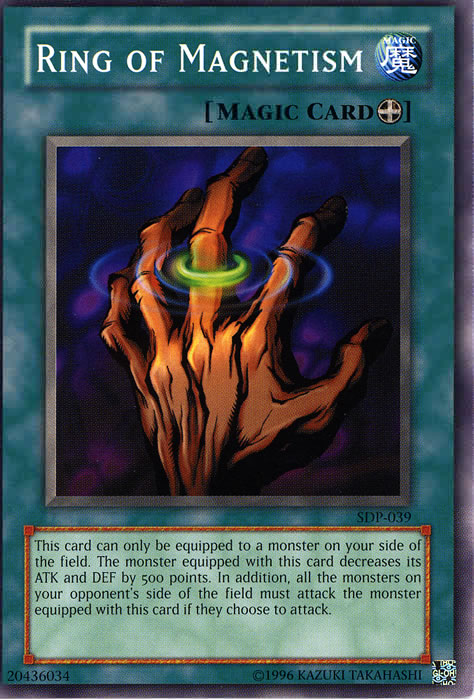 RING OF MAGNETISM
MAGIC
魔
[MAGIC CARD]
SDP-039
This card can only be equipped to a monster on your side of
the field. The monster equipped with this card decreases its
ATK and DEF by 500 points. In addition, all the monsters on
your opponent's side of the field must attack the monster
equipped with this card if they choose to attack.
20436034
©1996 KAZUKI TAKAHASHI